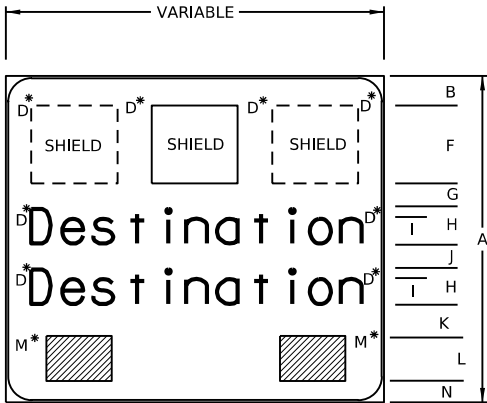 VARIABLE
D* D* D* D* B
SHIELD SHIELD SHIELD F
G
D* Destination D* I H A
J
D* Destination D* I H
K
M* M* L
N